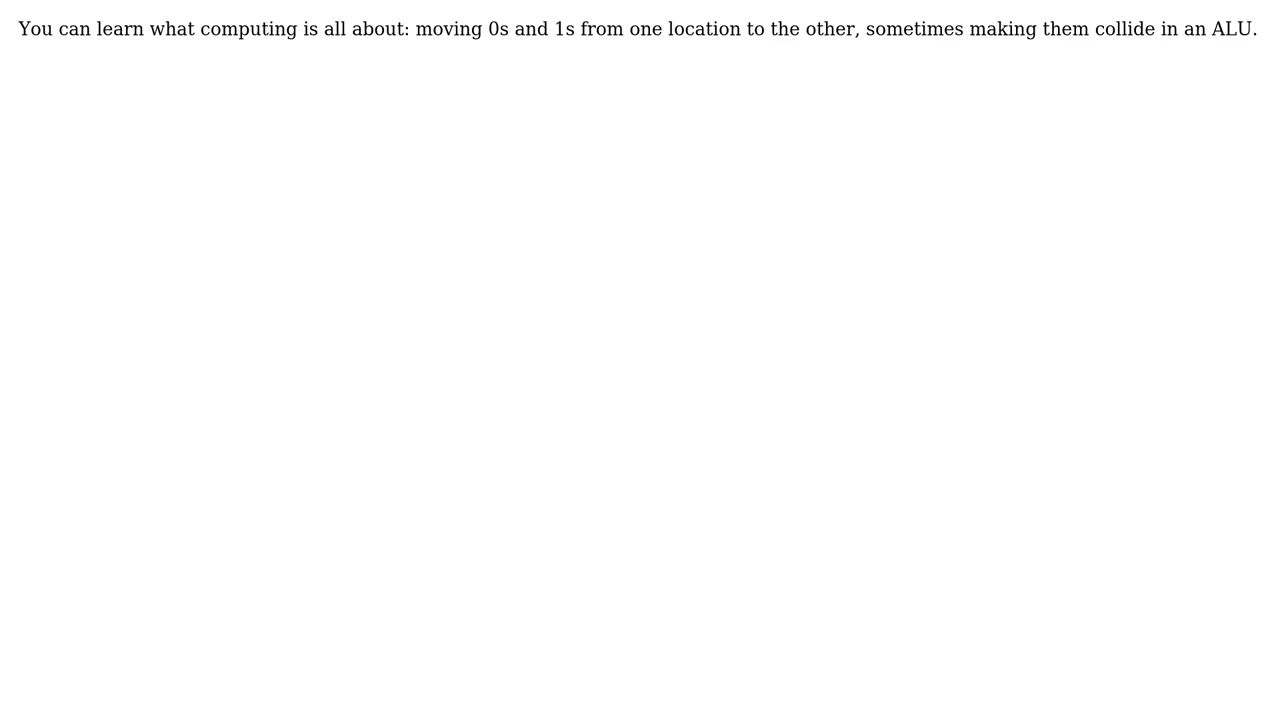 You can learn what computing is all about: moving 0s and 1s from one location to the other, sometimes making them collide in an ALU.